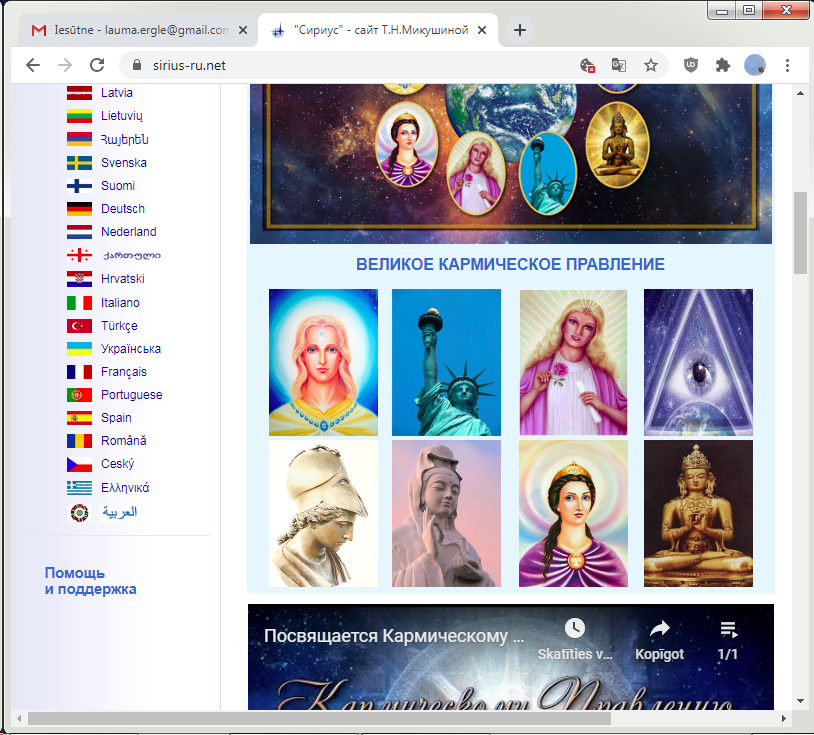 Iesūtne - lauma.ergle@gmail.com
"Сириус" - сайт Т.Н.Микушиной
sirius-ru.net
Latvia
Lietuvių
Հայերեն
Svenska
Suomi
Deutsch
Nederland
ქართული
Hrvatski
Italiano
Türkçe
Українська
Français
Portuguese
Spain
Română
Ceský
Ελληνικά
العربية
Помощь
и поддержка
ВЕЛИКОЕ КАРМИЧЕСКОЕ ПРАВЛЕНИЕ
Посвящается Кармическому ...
Skatīties v...
Kopīgot
1/1
Кармическому Правлению